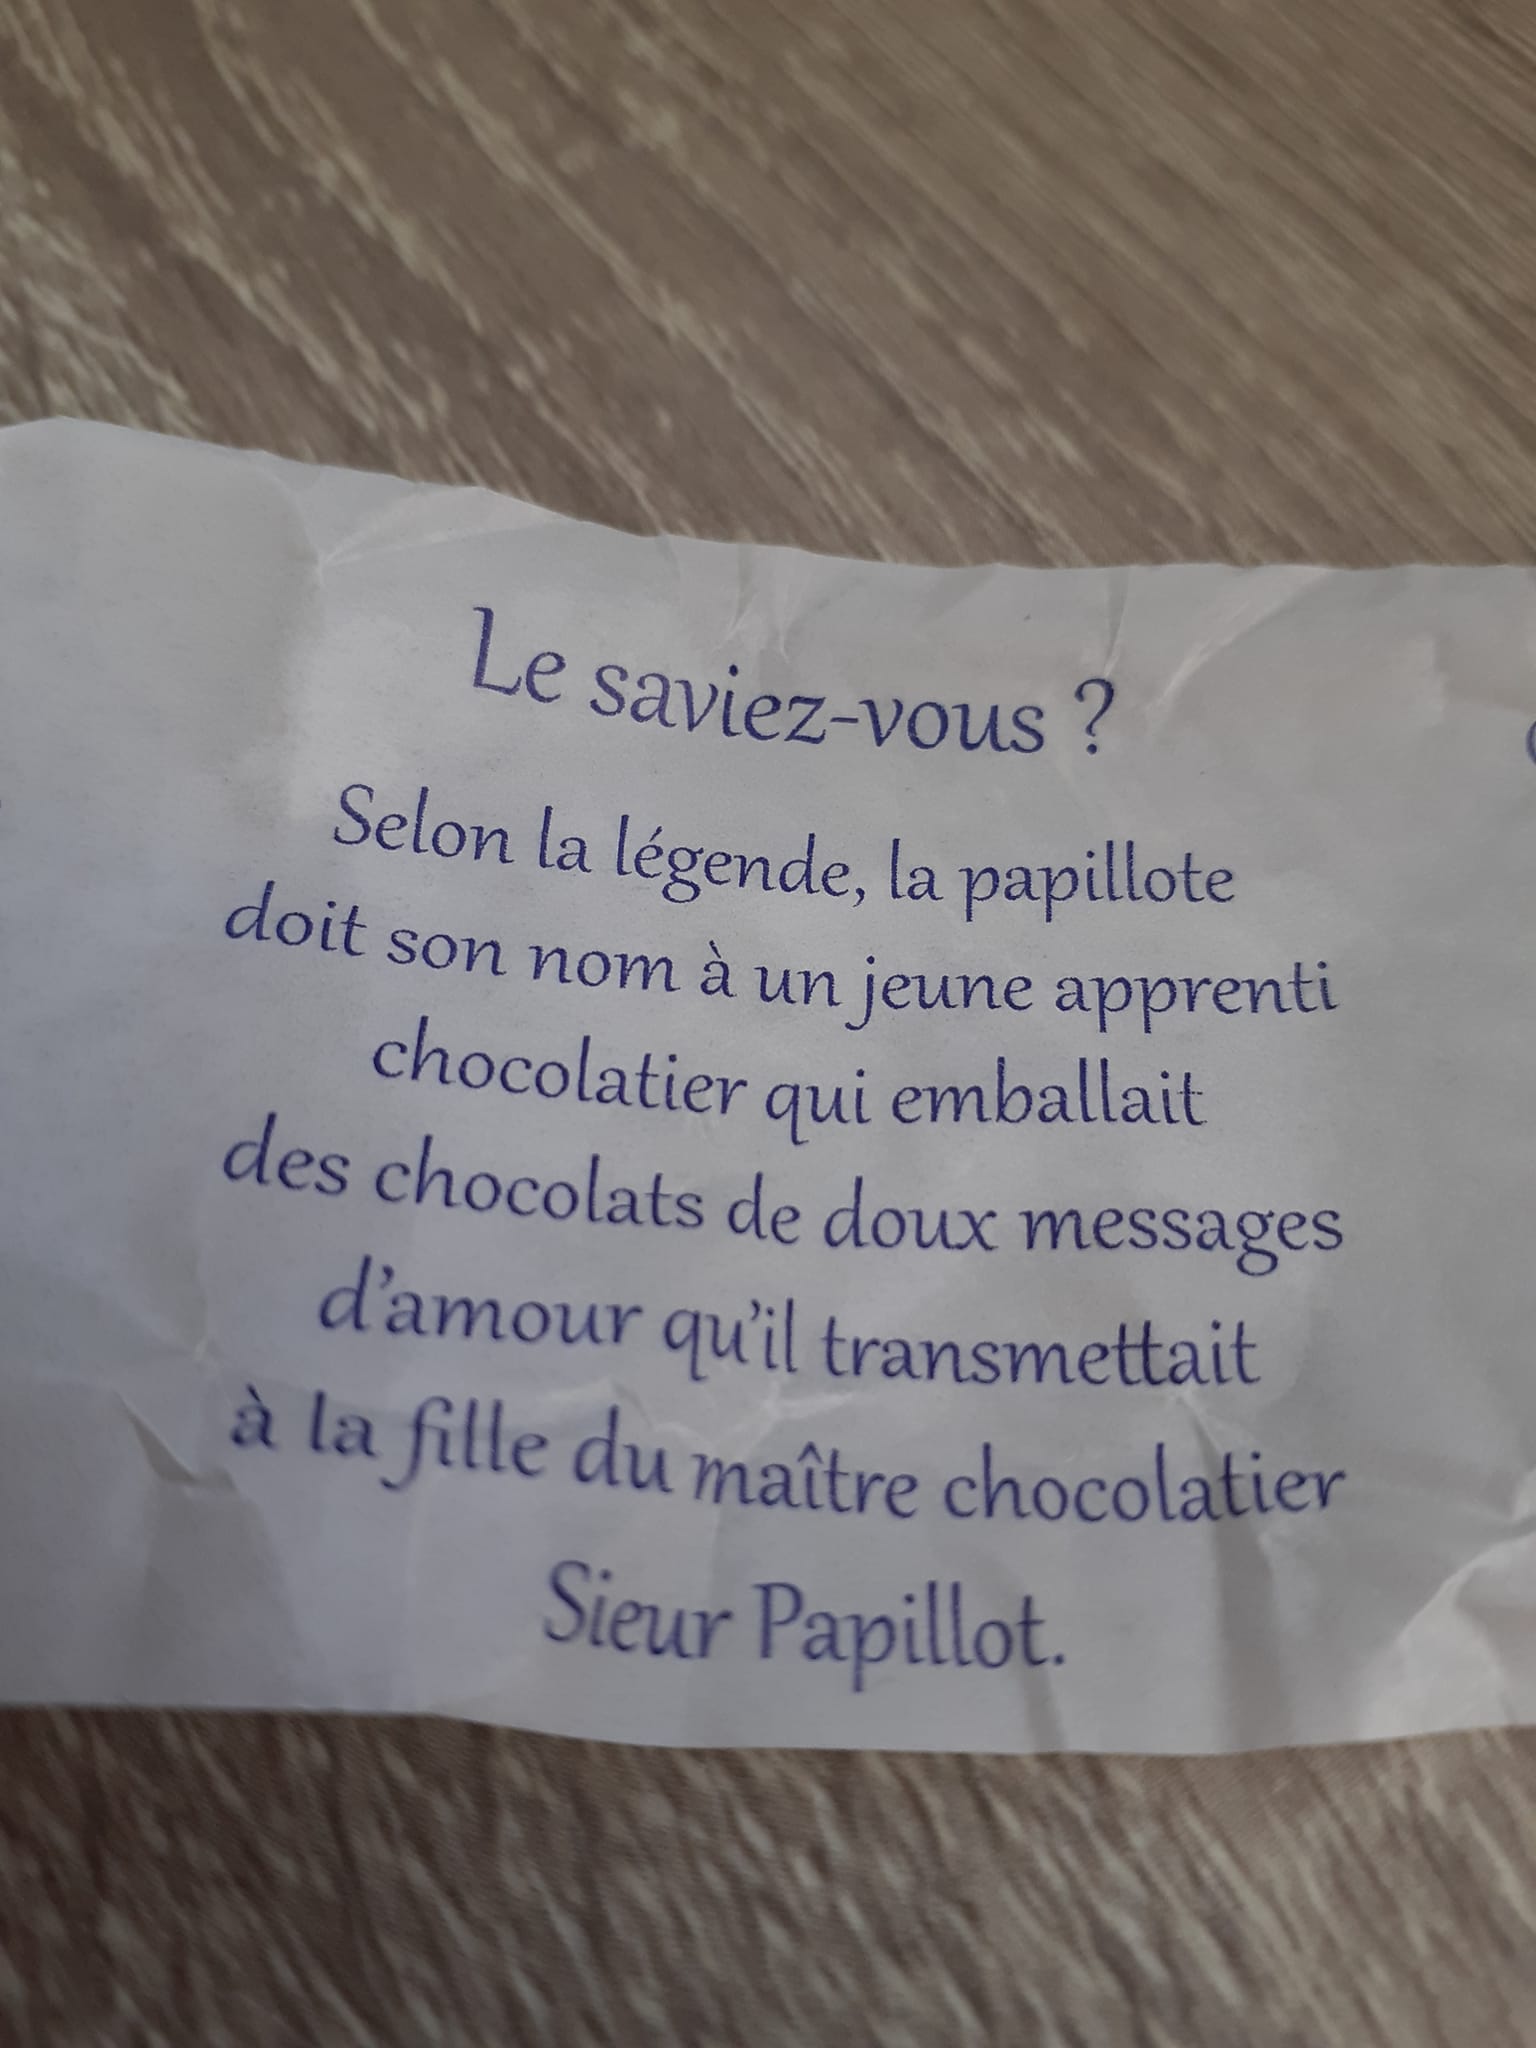 Le saviez-vous ?
Selon la légende, la papillote
doit son nom à un jeune apprenti
chocolatier qui emballait
des chocolats de doux messages
d'amour qu'il transmettait
à la fille du maître chocolatier
Sieur Papillot.